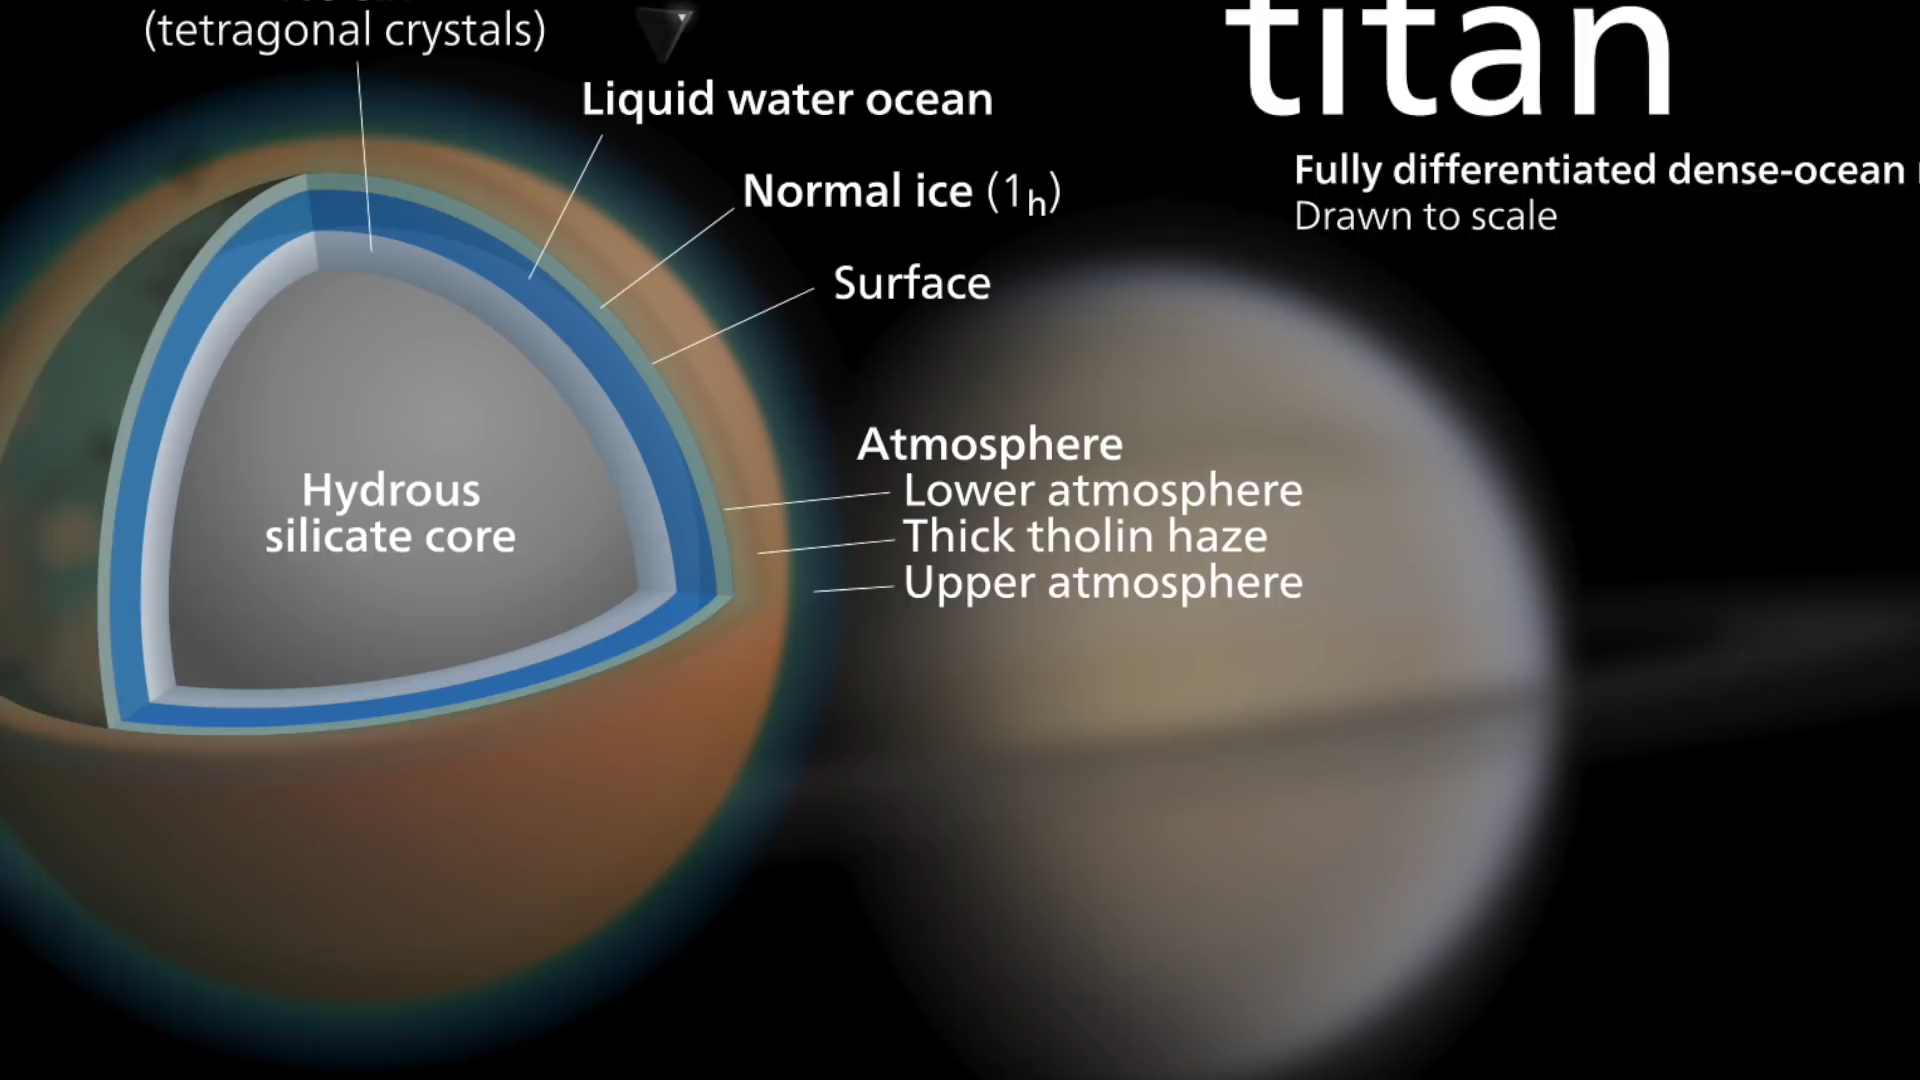 (tetragonal crystals)
Liquid water ocean
Normal ice (1h)
Surface
Hydrous
silicate core
Atmosphere
Lower atmosphere
Thick tholin haze
Upper atmosphere
titan
Fully differentiated dense-ocean
Drawn to scale